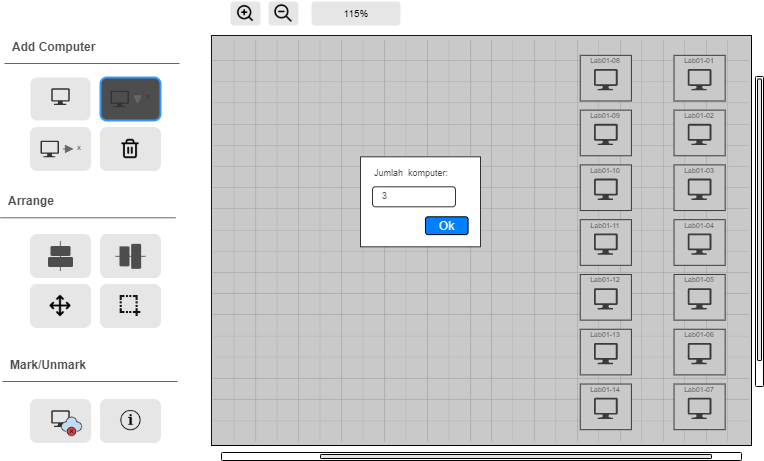 115%
Add Computer
x
x
Arrange
Mark/Unmark
Lab01-08
Lab01-01
Lab01-09
Lab01-02
Lab01-10
Lab01-03
Lab01-11
Lab01-04
Lab01-12
Lab01-05
Lab01-13
Lab01-06
Lab01-14
Lab01-07
Jumlah komputer:
3
Ok